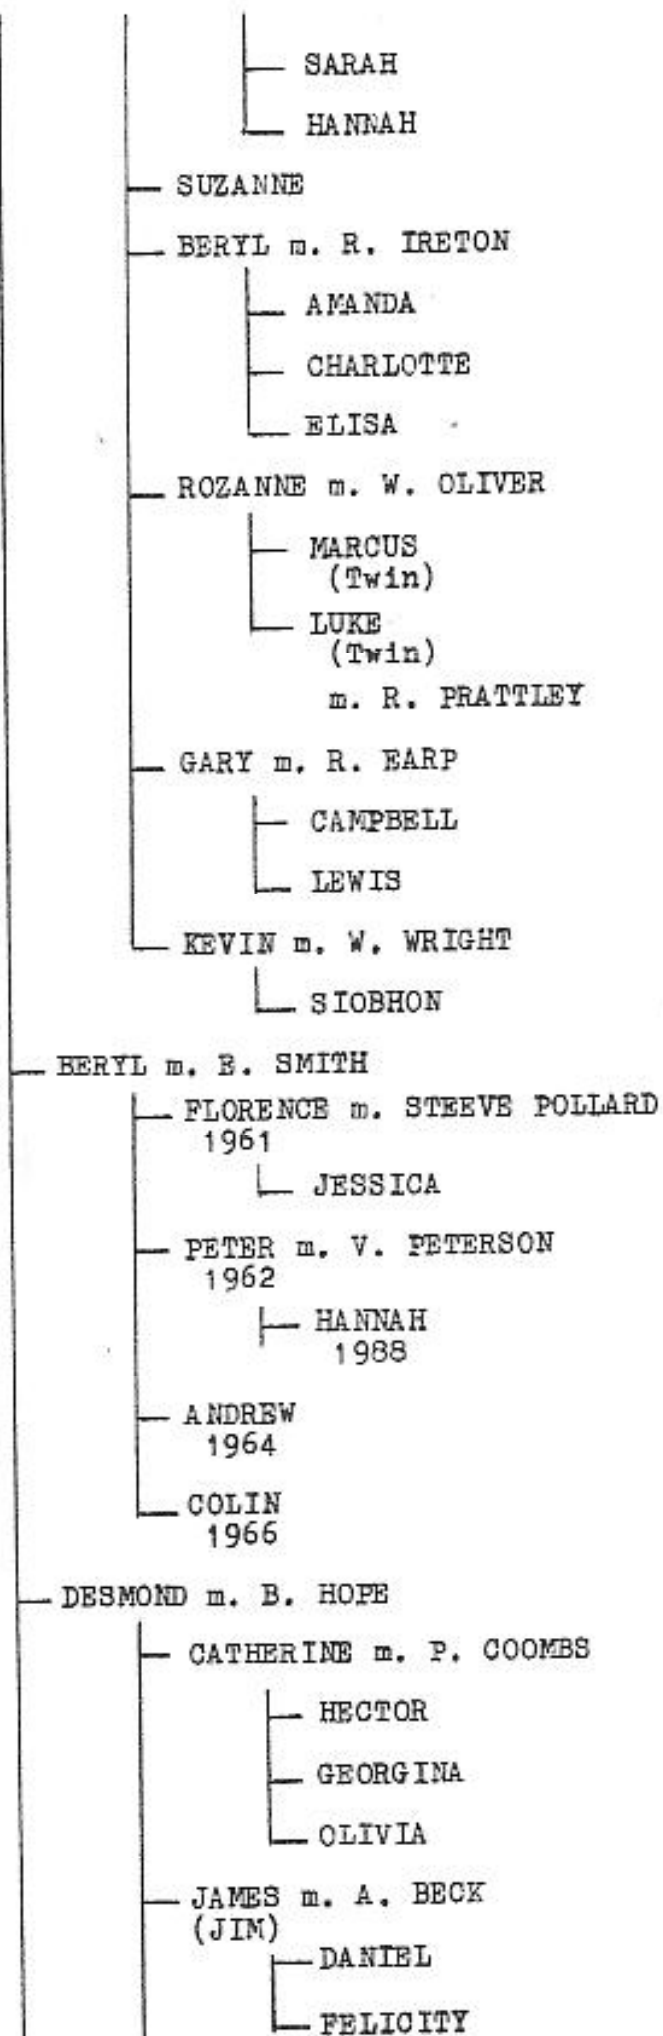 SARAH
HANNAH
SUZANNE
BERYL m. R. IRETON
AMANDA
CHARLOTTE
ELISA
ROZANNE m. W. OLIVER
MARCUS
(Twin)
LUKE
(Twin)
m. R. PRATTLEY
GARY m. R. EARP
CAMPBELL
LEWIS
KEVIN m. W. WRIGHT
SIOBHON
BERYL m. E. SMITH
FLORENCE m. STEEVE POLLARD
1961
JESSICA
PETER m. V. PETERSON
1962
HANNAH
1988
ANDREW
1964
COLIN
1966
DESMOND m. B. HOPE
CATHERINE m. P. COOMBS
HECTOR
GEORGINA
OLIVIA
JAMES m. A. BECK
(JIM)
DANIEL
FELICITY